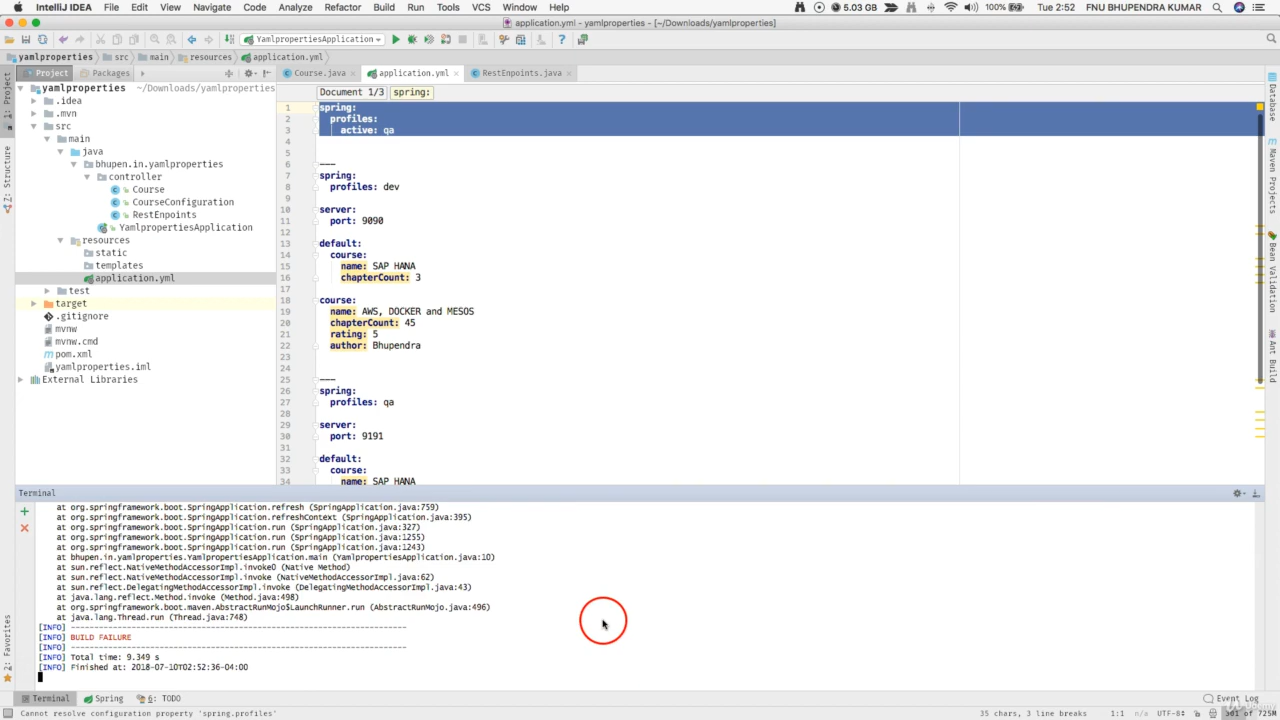 IntelliJ IDEA File Edit View Navigate Code Analyze Refactor Build Run Tools VCS Window Help 5.03 GB 100% Tue 2:52 FNU BHUPENDRA KUMAR
application.yml - yamlproperties - [~/Downloads/yamlproperties]
YamlpropertiesApplication
yamlproperties src main resources application.yml
Project Packages Course.java application.yml RestEnpoints.java
Document 1/3 spring:
yamlproperties ~/Downloads/yamlproperties
.idea
.mvn
src
main
java
bhupen.in.yamlproperties
controller
Course
CourseConfiguration
RestEnpoints
YamlpropertiesApplication
resources
static
templates
application.yml
test
target
.gitignore
mvnw
mvnw.cmd
pom.xml
yamlproperties.iml
External Libraries
1: Project
Z: Structure
2: Favorites
1 spring:
2 profiles:
3 active: qa
4
5
6 ---
7 spring:
8 profiles: dev
9
10 server:
11 port: 9090
12
13 default:
14 course:
15 name: SAP HANA
16 chapterCount: 3
17
18 course:
19 name: AWS, DOCKER and MESOS
20 chapterCount: 45
21 rating: 5
22 author: Bhupendra
23
24
25 ---
26 spring:
27 profiles: qa
28
29 server:
30 port: 9191
31
32 default:
33 course:
34 name: SAP HANA
Database
Maven Projects
Bean Validation
Ant Build
Terminal
at org.springframework.boot.SpringApplication.refresh (SpringApplication.java:759)
at org.springframework.boot.SpringApplication.refreshContext (SpringApplication.java:395)
at org.springframework.boot.SpringApplication.run (SpringApplication.java:327)
at org.springframework.boot.SpringApplication.run (SpringApplication.java:1255)
at org.springframework.boot.SpringApplication.run (SpringApplication.java:1243)
at bhupen.in.yamlproperties.YamlpropertiesApplication.main (YamlpropertiesApplication.java:10)
at sun.reflect.NativeMethodAccessorImpl.invoke0 (Native Method)
at sun.reflect.NativeMethodAccessorImpl.invoke (NativeMethodAccessorImpl.java:62)
at sun.reflect.DelegatingMethodAccessorImpl.invoke (DelegatingMethodAccessorImpl.java:43)
at java.lang.reflect.Method.invoke (Method.java:498)
at org.springframework.boot.maven.AbstractRunMojo$LaunchRunner.run (AbstractRunMojo.java:496)
at java.lang.Thread.run (Thread.java:748)
[INFO] ------------------------------------------------------------------------
[INFO] BUILD FAILURE
[INFO] ------------------------------------------------------------------------
[INFO] Total time: 9.349 s
[INFO] Finished at: 2018-07-10T02:52:36-04:00
Terminal Spring 6: TODO Event Log
Cannot resolve configuration property 'spring.profiles' 35 chars, 3 line breaks 1:1 n/a UTF-8 301 of 725M